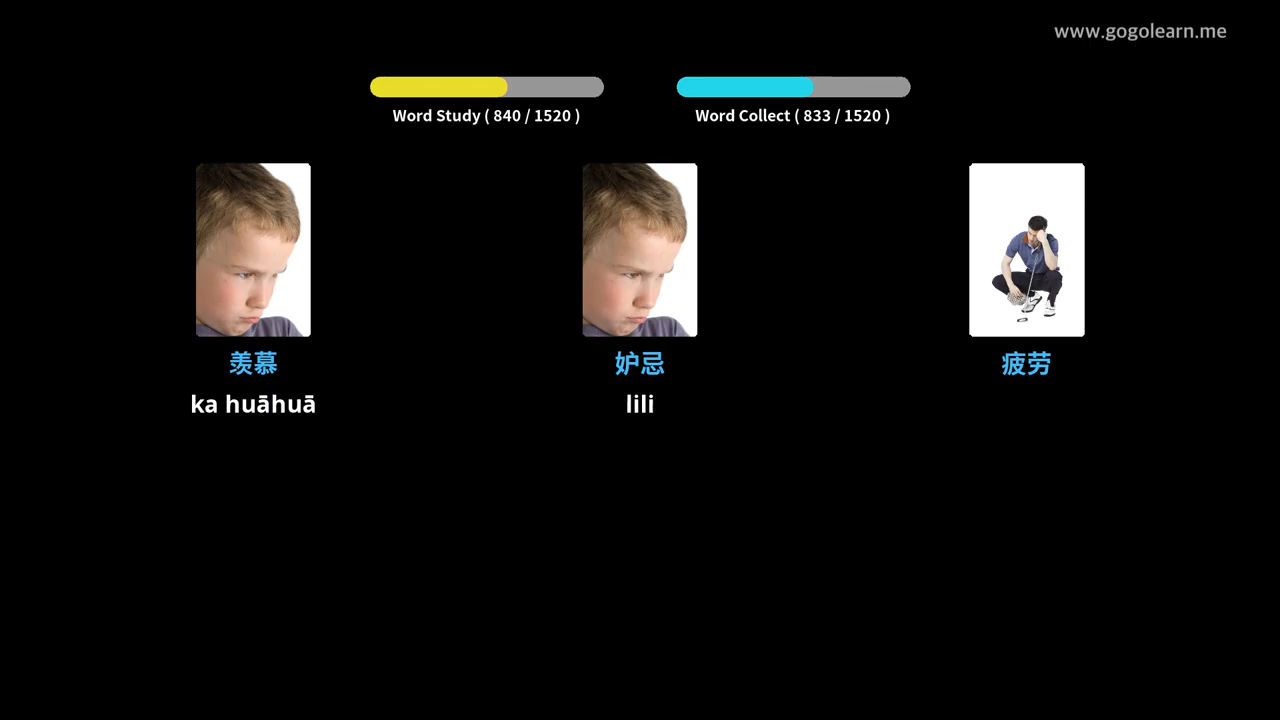 www.gogolearn.me
Word Study ( 840 / 1520 )
Word Collect ( 833 / 1520 )
羡慕
妒忌
疲劳
ka huāhuā
lili